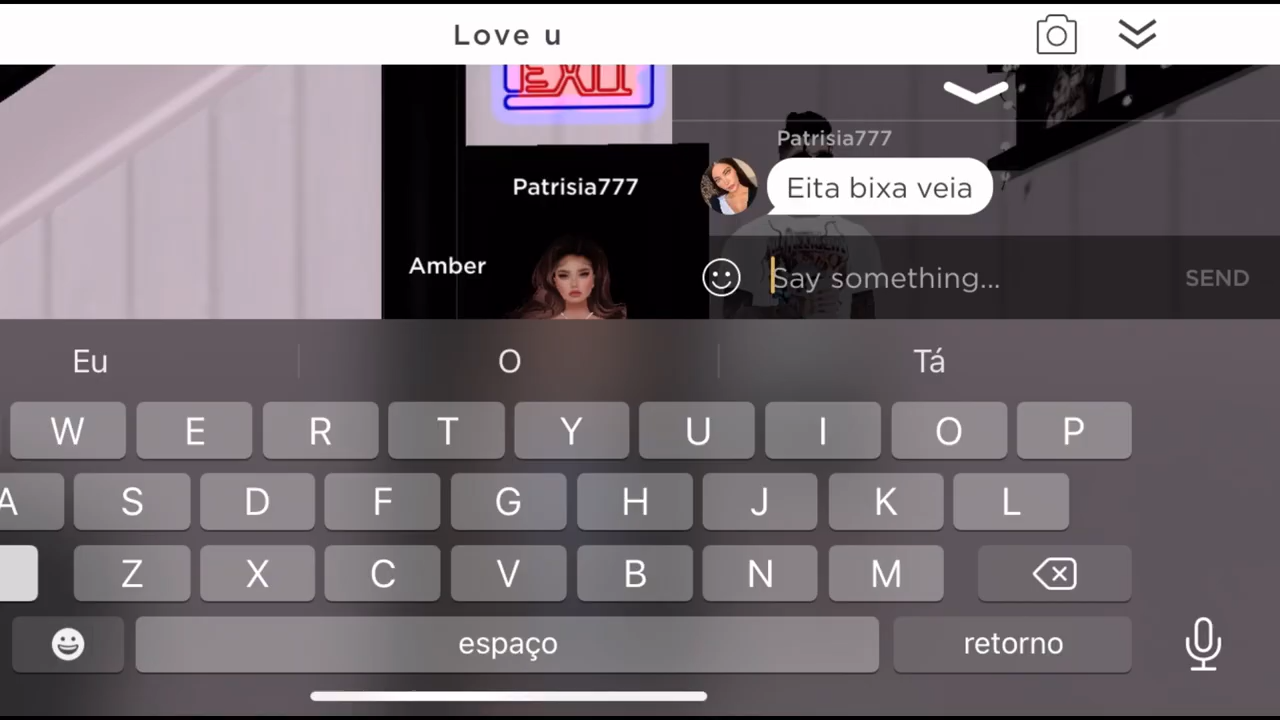 Love u
EXIT
Patrisia777
Eita bixa veia
Patrisia777
Amber
Say something...
SEND
Eu
O
Tá
W E R T Y U I O P
A S D F G H J K L
Z X C V B N M
espaço
retorno